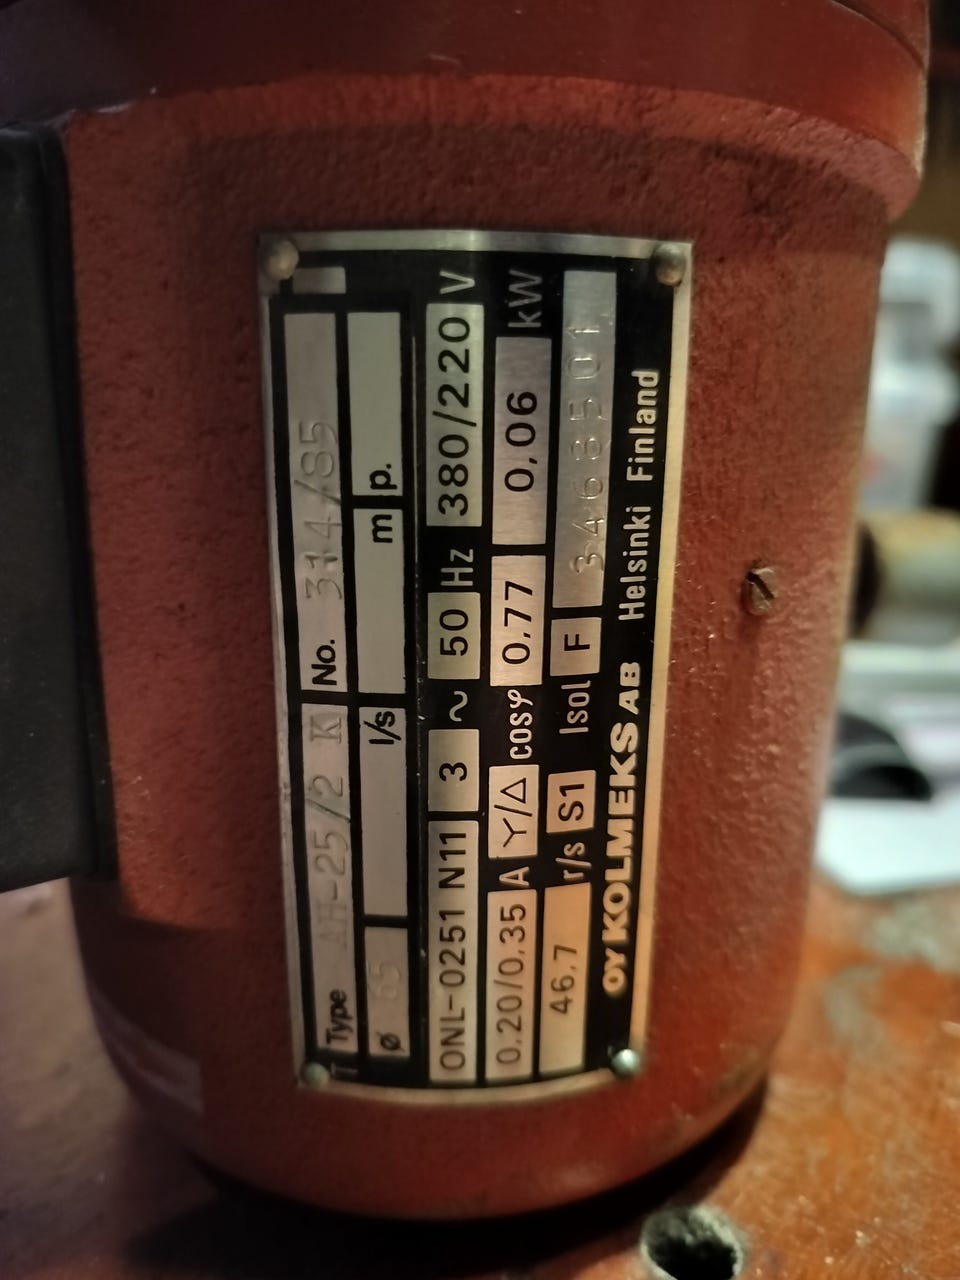 Type AH-25/2 K No. 314/85
ø 65 l/s m p.
ONL-0251 N11 3 ~ 50 Hz 380/220 V
0,20/0,35 A Y/Δ cosφ 0,77 0,06 kW
46,7 r/s S1 Isol F 3468501
OY KOLMEKS AB Helsinki Finland